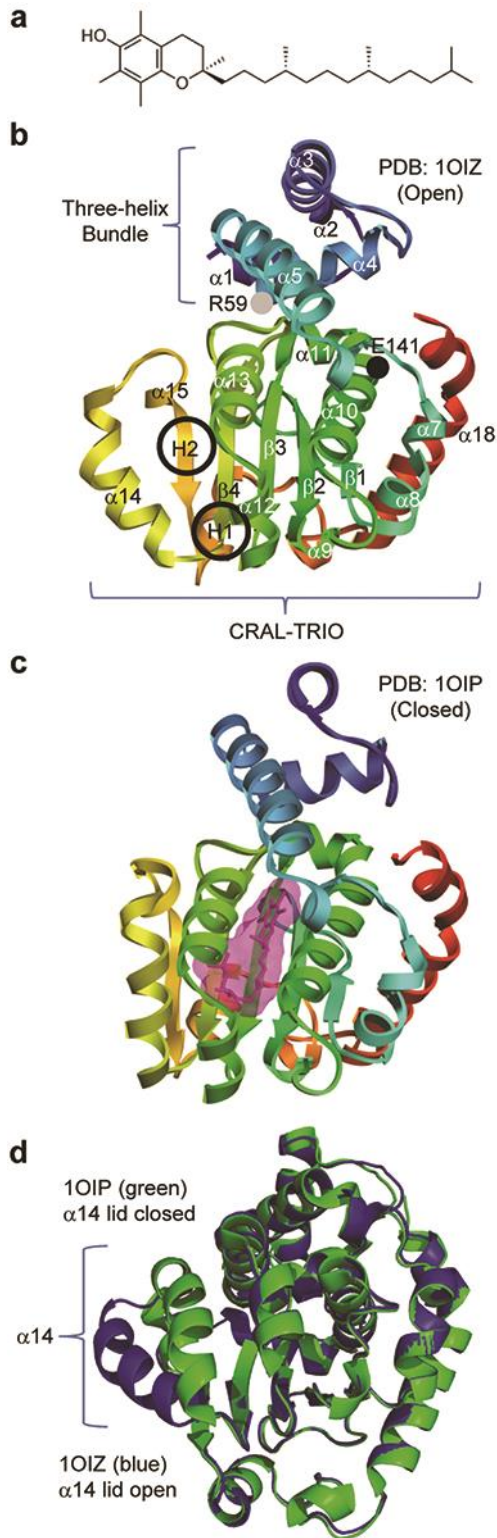 a
HO
O
b
α3
PDB: 1OIZ
(Open)
Three-helix
Bundle
α2
α4
α1
α5
R59
α11
E141
α13
α15
α10
α7
α18
H2
β3
α14
β4
β2
β1
α12
α8
H1
α9
CRAL-TRIO
c
PDB: 1OIP
(Closed)
d
1OIP (green)
α14 lid closed
α14
1OIZ (blue)
α14 lid open